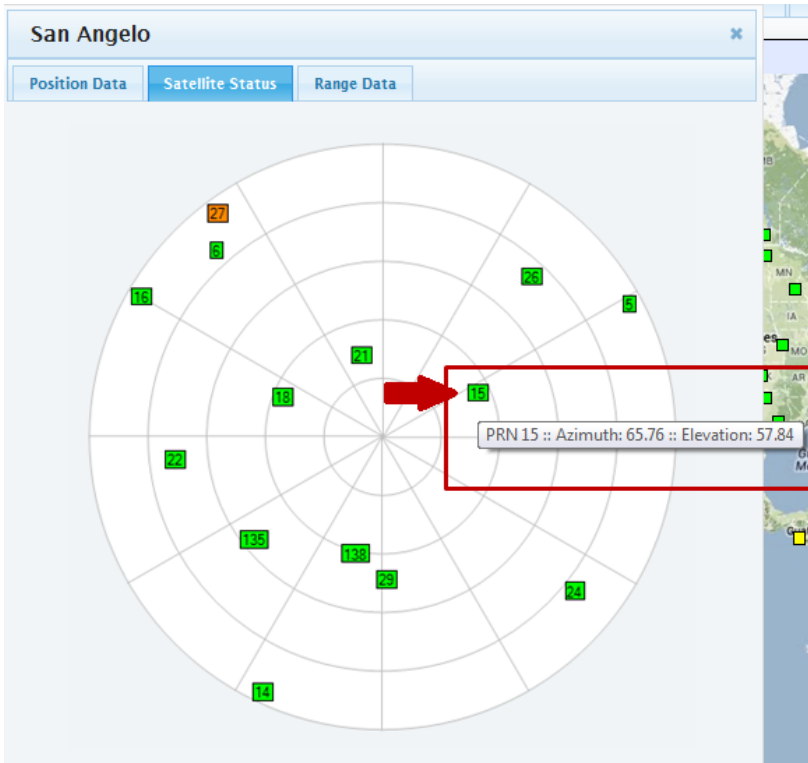 San Angelo
Position Data
Satellite Status
Range Data
27
6
16
26
5
21
15
18
PRN 15 :: Azimuth: 65.76 :: Elevation: 57.84
22
135
138
29
24
14
MN
IA
MO
AR